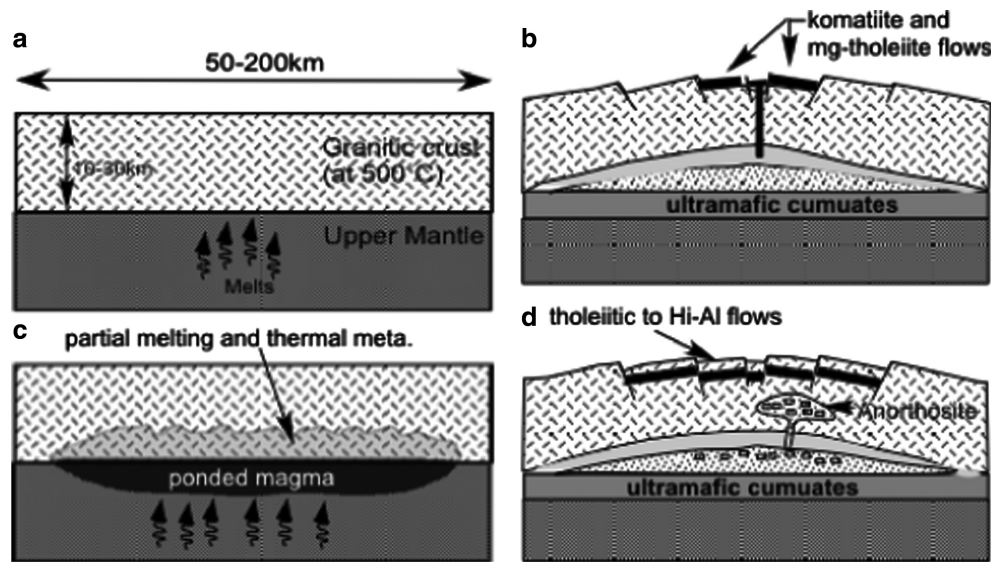 a
50-200km
10-30km
Granitic crust
(at 500°C)
Upper Mantle
Melts
b
komatiite and
mg-tholeiite flows
ultramafic cumuates
c
partial melting and thermal meta.
ponded magma
d
tholeiitic to Hi-Al flows
Anorthosite
ultramafic cumuates